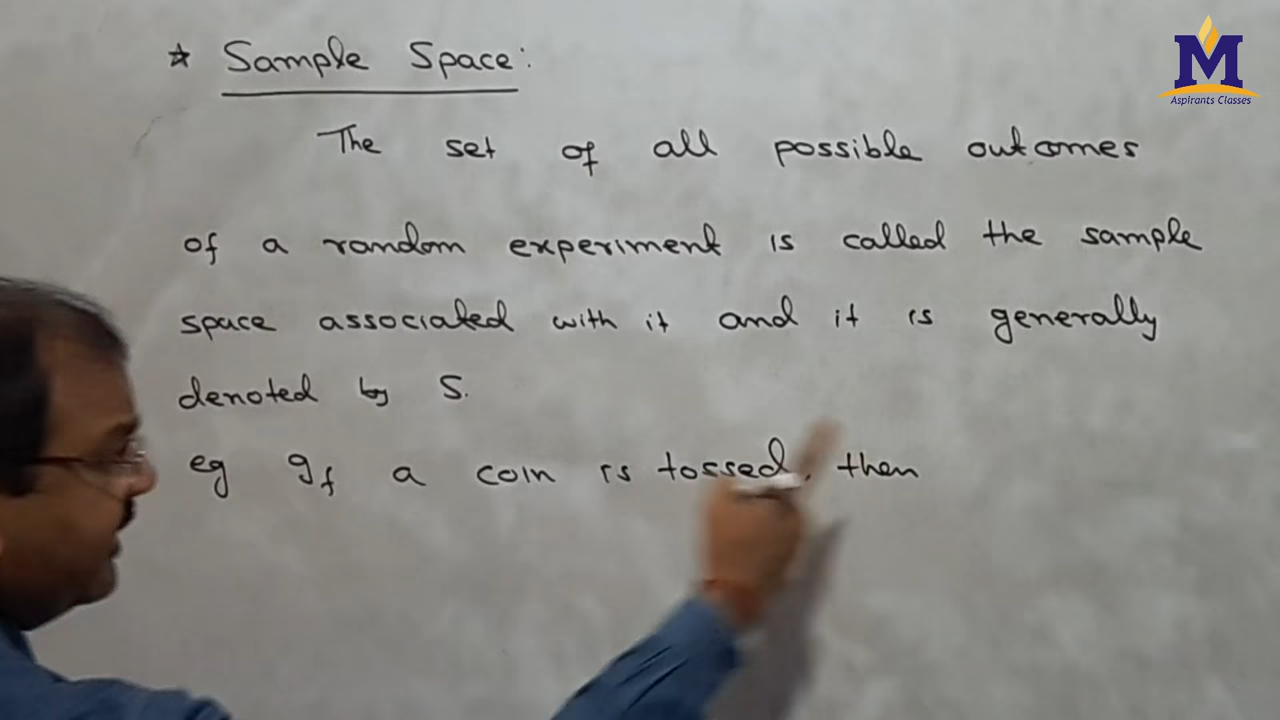 * Sample Space:
The set of all possible outcomes
of a random experiment is called the sample
space associated with it and it is generally
denoted by S.
eg If a coin is tossed, then
M
Aspirants Classes